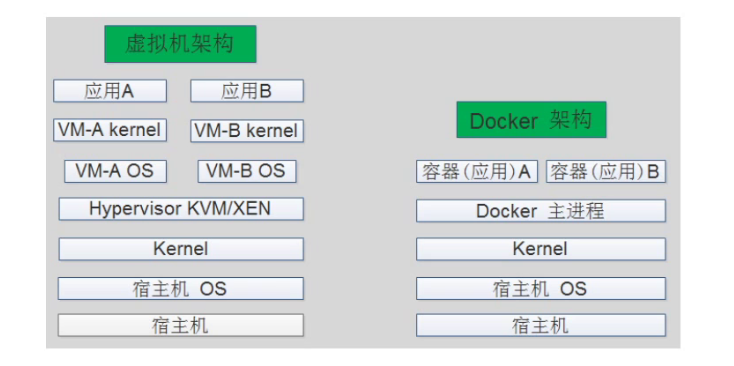 虚拟机架构
应用A 应用B
VM-A kernel VM-B kernel
VM-A OS VM-B OS
Hypervisor KVM/XEN
Kernel
宿主机 OS
宿主机
Docker 架构
容器(应用)A 容器(应用)B
Docker 主进程
Kernel
宿主机 OS
宿主机